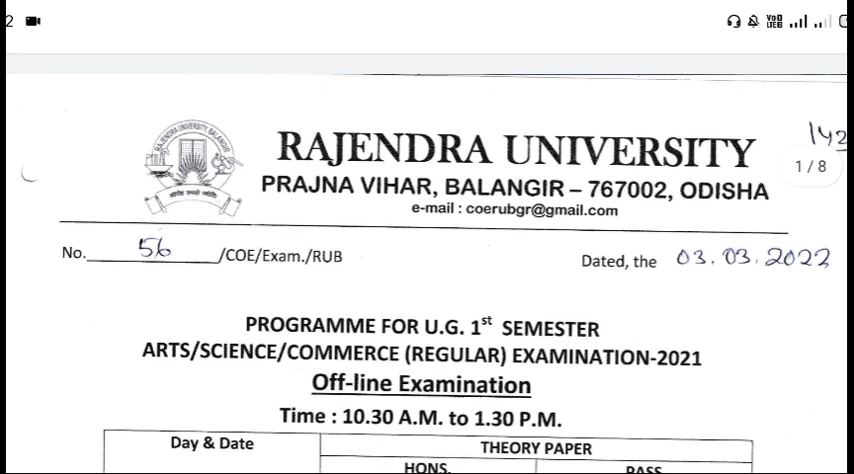 2
142
RAJENDRA UNIVERSITY
1 / 8
PRAJNA VIHAR, BALANGIR – 767002, ODISHA
e-mail : coerubgr@gmail.com
No. 56 /COE/Exam./RUB
Dated, the 03.03.2022
PROGRAMME FOR U.G. 1st SEMESTER
ARTS/SCIENCE/COMMERCE (REGULAR) EXAMINATION-2021
Off-line Examination
Time : 10.30 A.M. to 1.30 P.M.
Day & Date
THEORY PAPER
HONS.
PASS